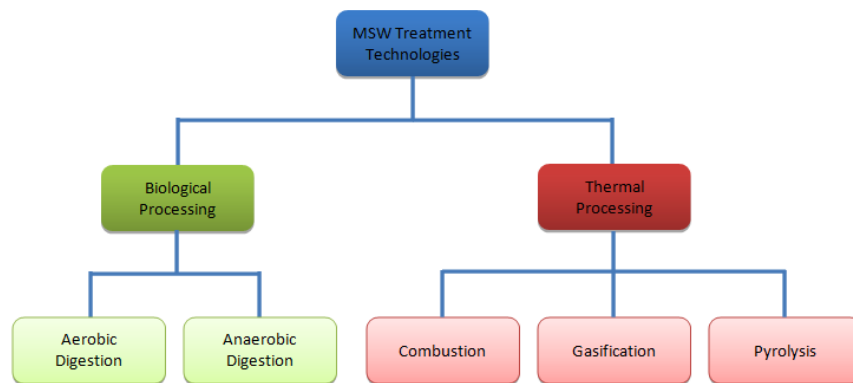 MSW Treatment
Technologies
Biological
Processing
Thermal
Processing
Aerobic
Digestion
Anaerobic
Digestion
Combustion
Gasification
Pyrolysis